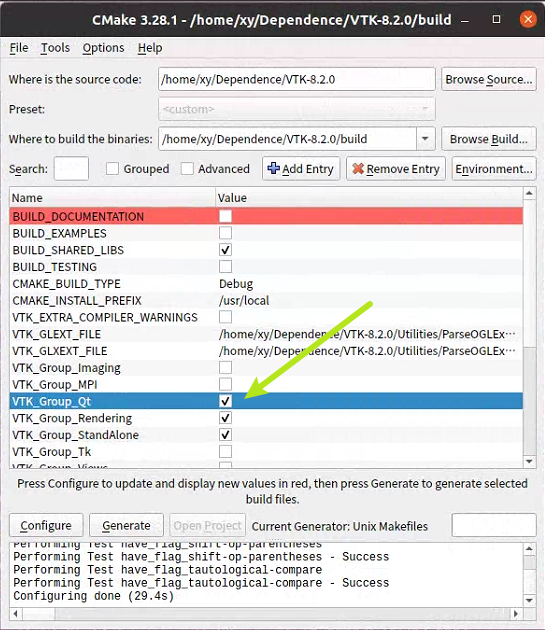 CMake 3.28.1 - /home/xy/Dependence/VTK-8.2.0/build
File Tools Options Help
Where is the source code: /home/xy/Dependence/VTK-8.2.0 Browse Source...
Preset: <custom>
Where to build the binaries: /home/xy/Dependence/VTK-8.2.0/build Browse Build...
Search: Grouped Advanced Add Entry Remove Entry Environment...
Name Value
BUILD_DOCUMENTATION
BUILD_EXAMPLES
BUILD_SHARED_LIBS
BUILD_TESTING
CMAKE_BUILD_TYPE Debug
CMAKE_INSTALL_PREFIX /usr/local
VTK_EXTRA_COMPILER_WARNINGS
VTK_GLEXT_FILE /home/xy/Dependence/VTK-8.2.0/Utilities/ParseOGLEx···
VTK_GLXEXT_FILE /home/xy/Dependence/VTK-8.2.0/Utilities/ParseOGLEx···
VTK_Group_Imaging
VTK_Group_MPI
VTK_Group_Qt
VTK_Group_Rendering
VTK_Group_StandAlone
VTK_Group_Tk
VTK_Group_Views
Press Configure to update and display new values in red, then press Generate to generate selected
build files.
Configure Generate Open Project Current Generator: Unix Makefiles
Performing Test have_flag_shift-op-parentheses
Performing Test have_flag_shift-op-parentheses - Success
Performing Test have_flag_tautological-compare
Performing Test have_flag_tautological-compare - Success
Configuring done (29.4s)